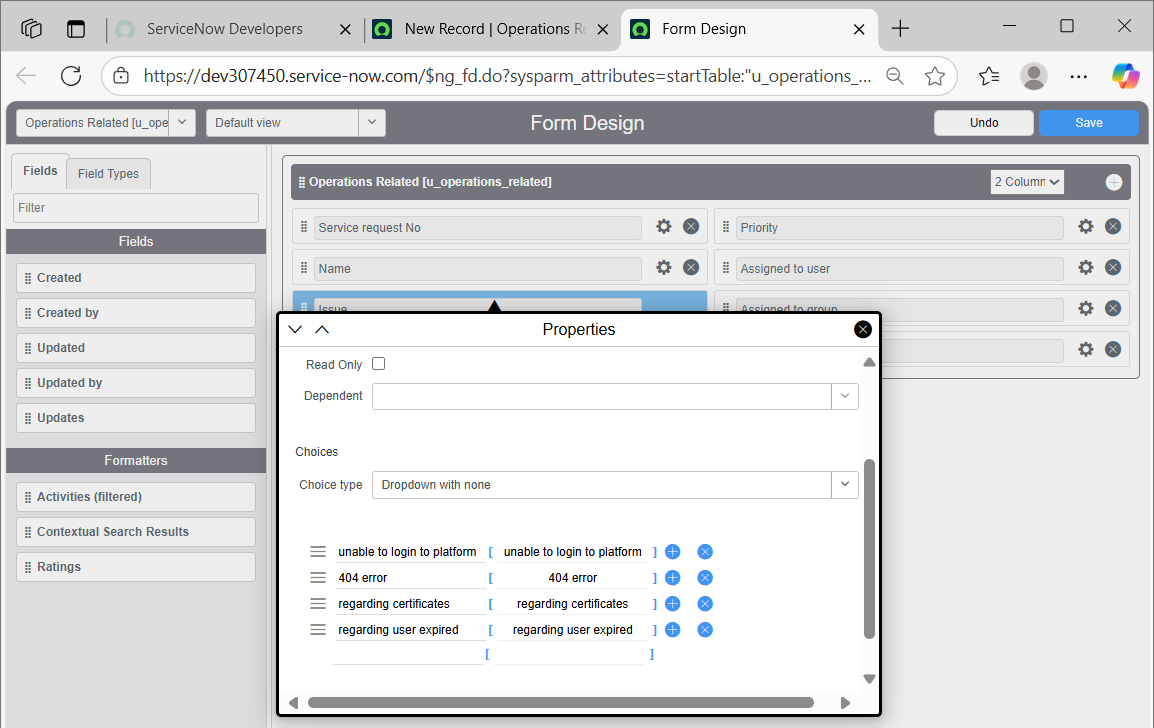 ServiceNow Developers
New Record | Operations Re
Form Design
https://dev307450.service-now.com/$ng_fd.do?sysparm_attributes=startTable:"u_operations_...
Operations Related [u_ope
Default view
Form Design
Undo
Save
Fields
Field Types
Filter
Fields
Created
Created by
Updated
Updated by
Updates
Formatters
Activities (filtered)
Contextual Search Results
Ratings
Operations Related [u_operations_related]
2 Column
Service request No
Priority
Name
Assigned to user
Issue
Assigned to group
Properties
Read Only
Dependent
Choices
Choice type Dropdown with none
unable to login to platform [ unable to login to platform ]
404 error [ 404 error ]
regarding certificates [ regarding certificates ]
regarding user expired [ regarding user expired ]
[ ]